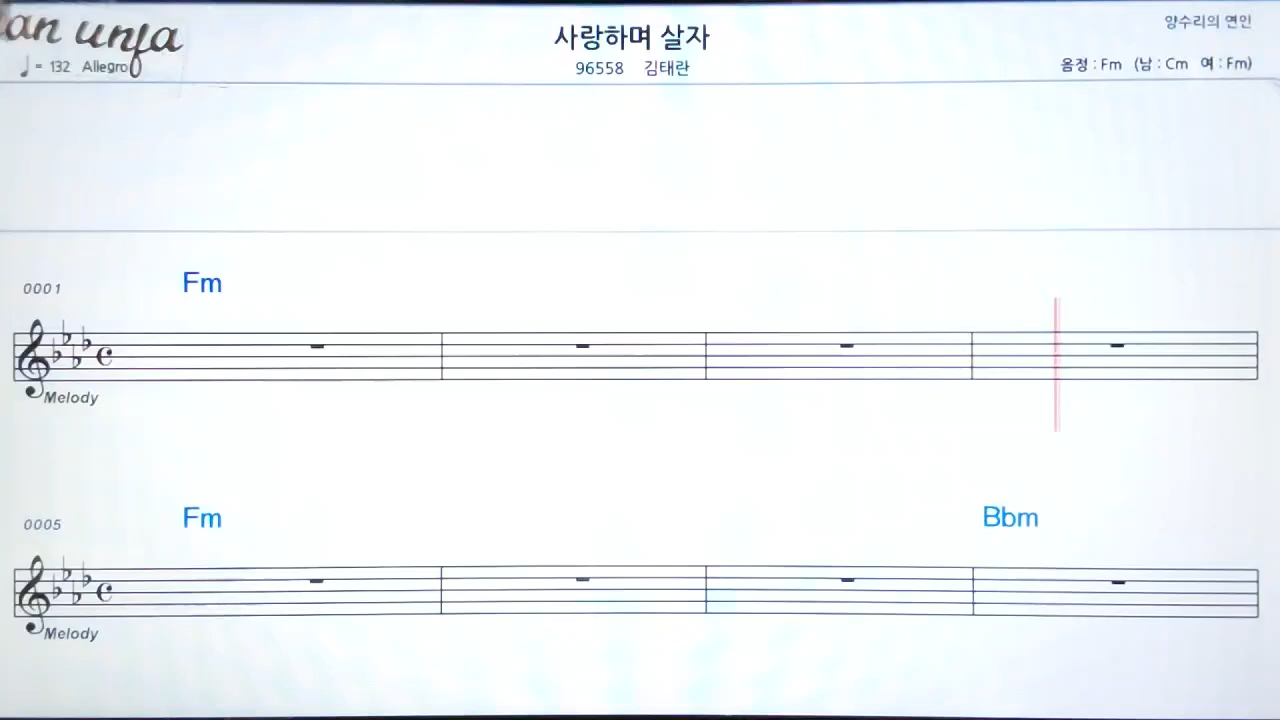 an unja
♩ = 132 Allegro
사랑하며 살자
96558 김태란
양수리의 연인
음정 : Fm (남 : Cm 여 : Fm)
0001 Fm
Melody
0005 Fm Bbm
Melody